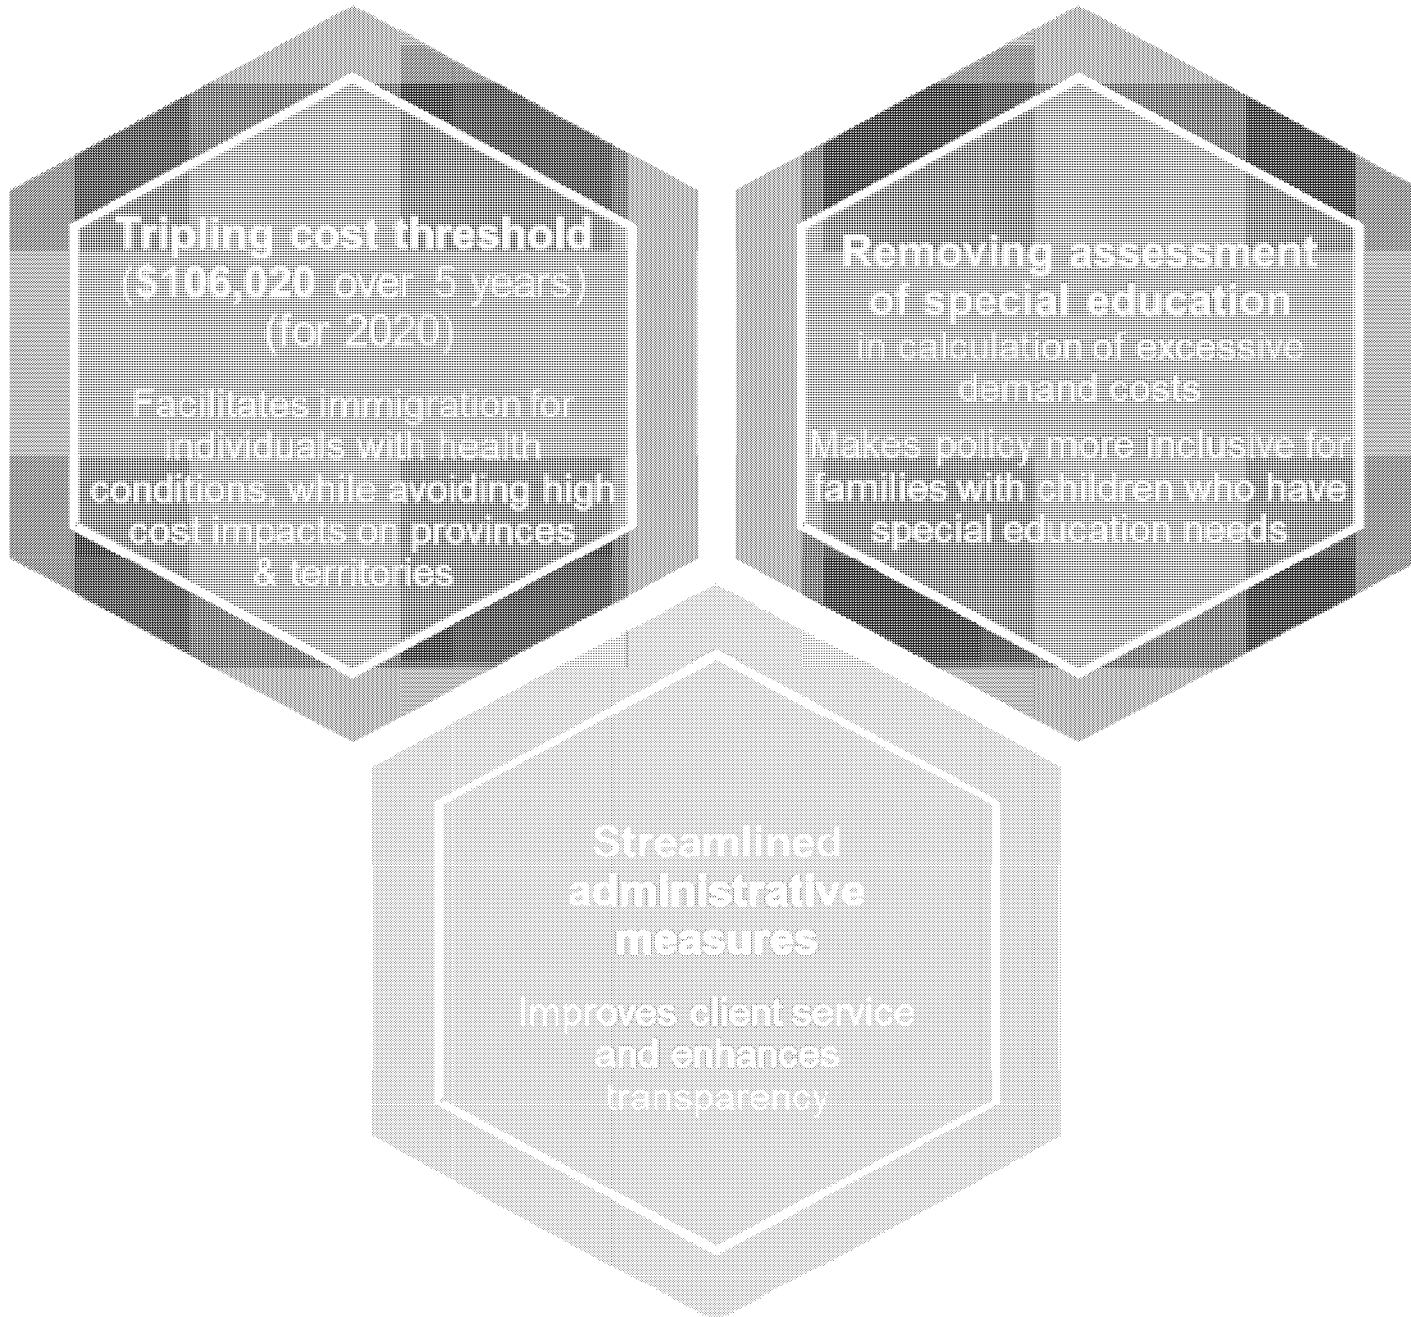 Tripling cost threshold
($106,020 over 5 years)
(for 2020)
Facilitates immigration for
individuals with health
conditions, while avoiding high
cost impacts on provinces
& territories
Removing assessment
of special education
in calculation of excessive
demand costs
Makes policy more inclusive for
families with children who have
special education needs
Streamlined
administrative
measures
Improves client service
and enhances
transparency